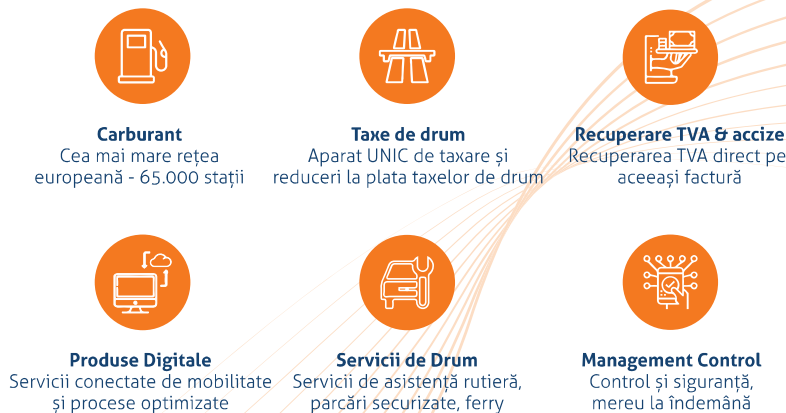 Carburant
Cea mai mare rețea
europeană - 65.000 stații
Taxe de drum
Aparat UNIC de taxare și
reduceri la plata taxelor de drum
Recuperare TVA & accize
Recuperarea TVA direct pe
aceeași factură
Produse Digitale
Servicii conectate de mobilitate
și procese optimizate
Servicii de Drum
Servicii de asistență rutieră,
parcări securizate, ferry
Management Control
Control și siguranță,
mereu la îndemână